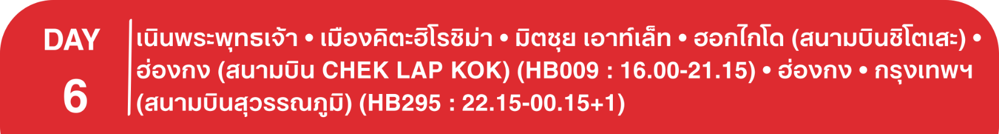 DAY
6
เนินพระพุทธเจ้า • เมืองคิตะฮิโรชิม่า • มิตซุย เอาท์เล็ท • ฮอกไกโด (สนามบินชิโตเสะ) •
ฮ่องกง (สนามบิน CHEK LAP KOK) (HB009 : 16.00-21.15) • ฮ่องกง • กรุงเทพฯ
(สนามบินสุวรรณภูมิ) (HB295 : 22.15-00.15+1)